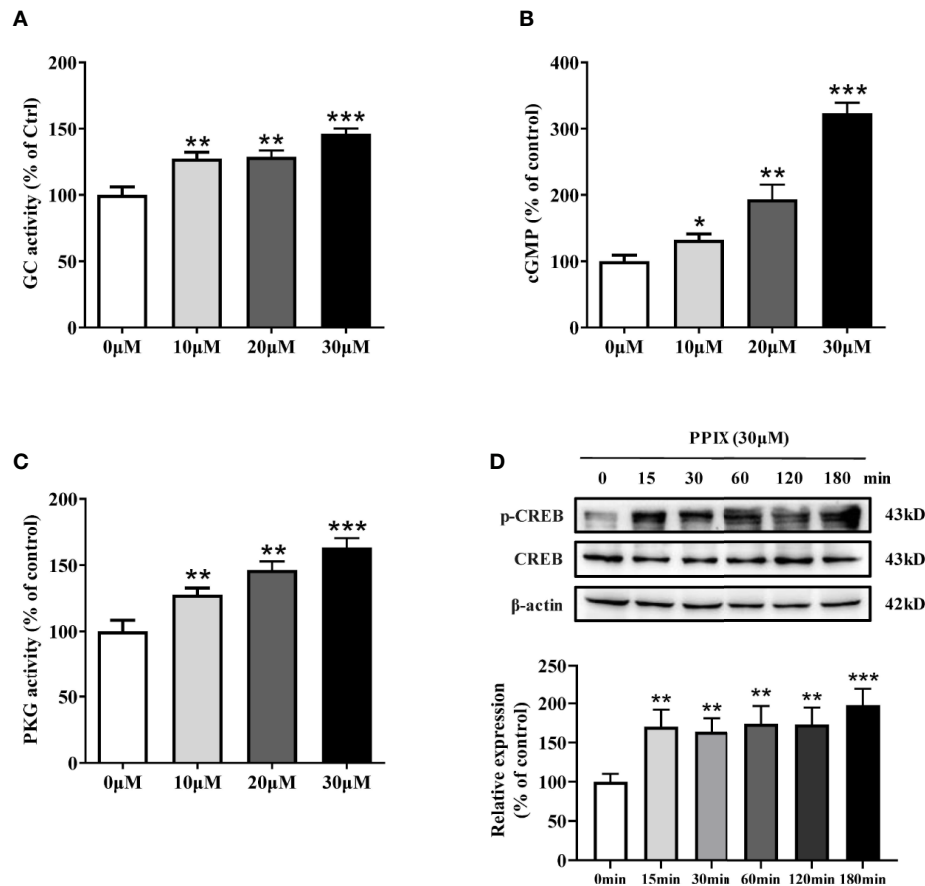 A
GC activity (% of Ctrl)
200
150
100
50
0
** ** ***
0μM 10μM 20μM 30μM
B
cGMP (% of control)
400
300
200
100
0
* ** ***
0μM 10μM 20μM 30μM
C
PKG activity (% of control)
200
150
100
50
0
** ** ***
0μM 10μM 20μM 30μM
D
PPIX (30μM)
0 15 30 60 120 180 min
p-CREB 43kD
CREB 43kD
β-actin 42kD
Relative expression
(% of control)
250
200
150
100
50
0
** ** ** ** ***
0min 15min 30min 60min 120min 180min